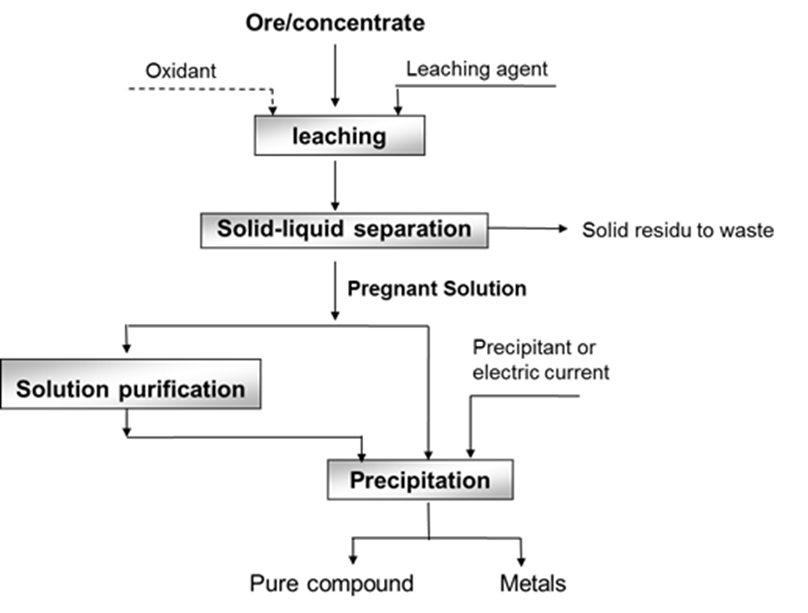 Ore/concentrate
Oxidant
Leaching agent
leaching
Solid-liquid separation
Solid residu to waste
Pregnant Solution
Precipitant or
electric current
Solution purification
Precipitation
Pure compound
Metals